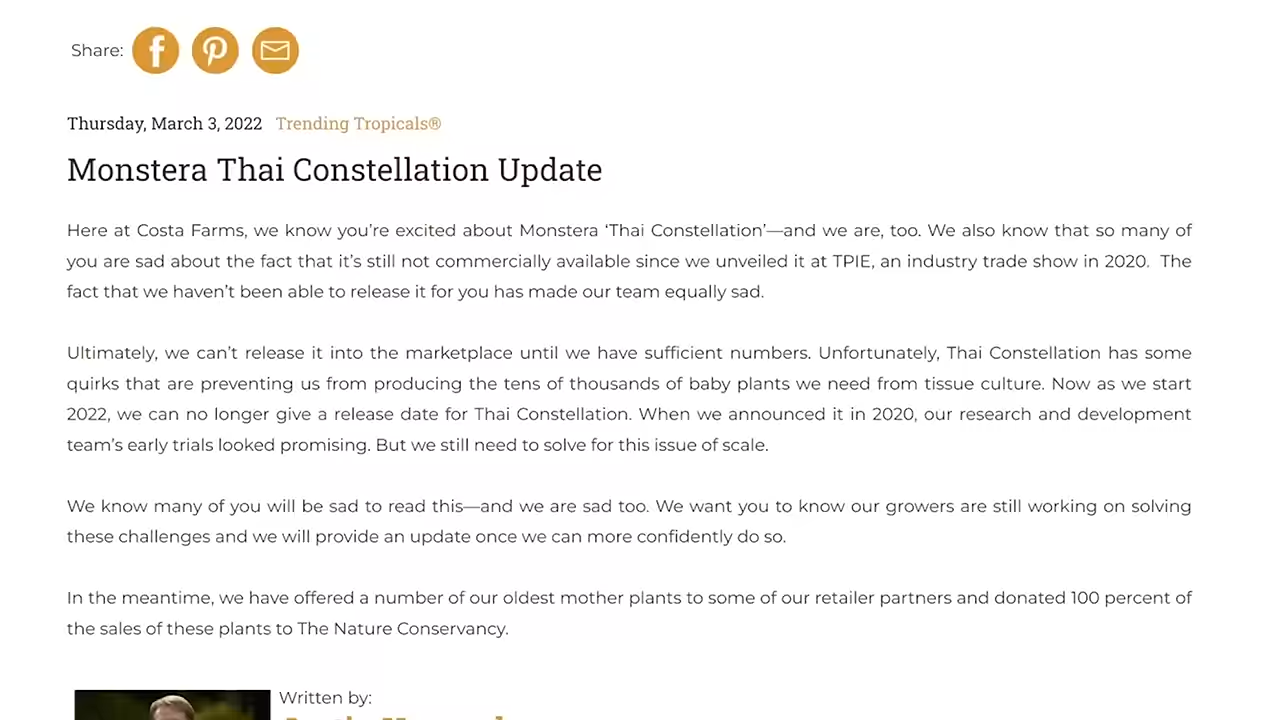 Share:
Thursday, March 3, 2022 Trending Tropicals®
Monstera Thai Constellation Update
Here at Costa Farms, we know you’re excited about Monstera ‘Thai Constellation’—and we are, too. We also know that so many of
you are sad about the fact that it’s still not commercially available since we unveiled it at TPIE, an industry trade show in 2020. The
fact that we haven’t been able to release it for you has made our team equally sad.
Ultimately, we can’t release it into the marketplace until we have sufficient numbers. Unfortunately, Thai Constellation has some
quirks that are preventing us from producing the tens of thousands of baby plants we need from tissue culture. Now as we start
2022, we can no longer give a release date for Thai Constellation. When we announced it in 2020, our research and development
team’s early trials looked promising. But we still need to solve for this issue of scale.
We know many of you will be sad to read this—and we are sad too. We want you to know our growers are still working on solving
these challenges and we will provide an update once we can more confidently do so.
In the meantime, we have offered a number of our oldest mother plants to some of our retailer partners and donated 100 percent of
the sales of these plants to The Nature Conservancy.
Written by: